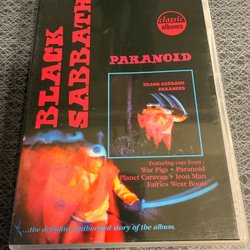 classic
albums
BLACK
SABBATH
PARANOID
BLACK SABBATH
PARANOID
Featuring cuts from :
War Pigs • Paranoid
Planet Caravan • Iron Man
Fairies Wear Boots
...the definitive authorised story of the album.